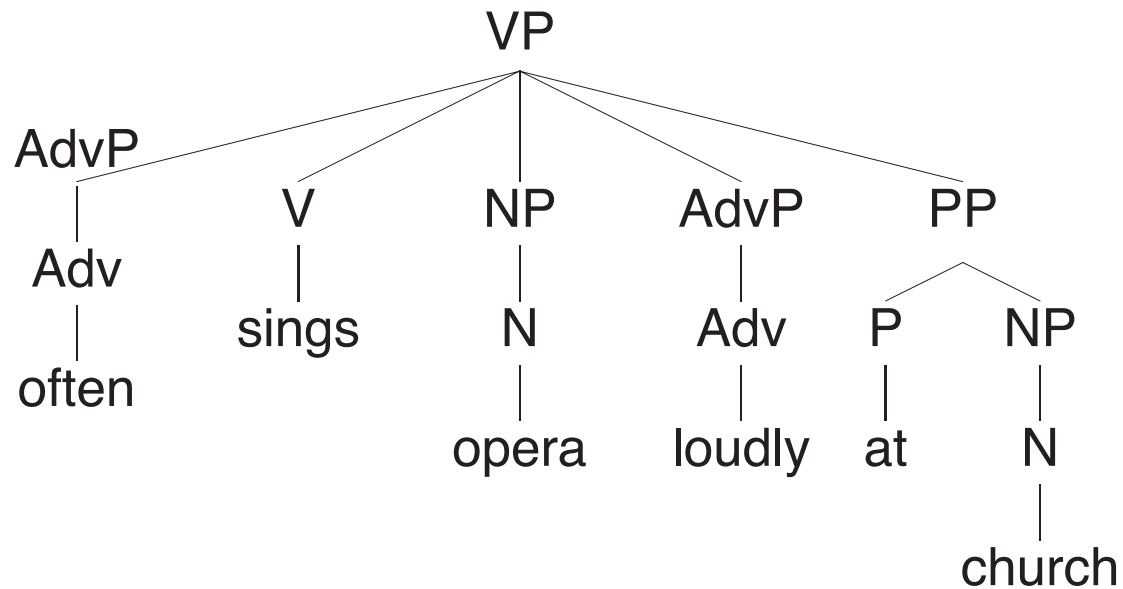 VP
AdvP
V NP AdvP PP
Adv
sings N Adv P NP
often
opera loudly at N
church